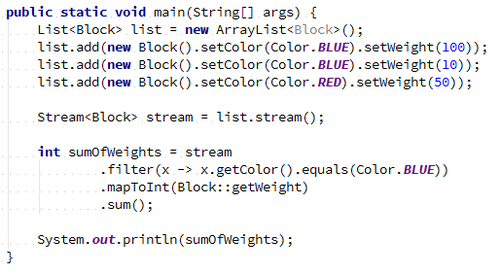 public static void main(String[] args) {
    List<Block> list = new ArrayList<Block>();
    list.add(new Block().setColor(Color.BLUE).setWeight(100));
    list.add(new Block().setColor(Color.BLUE).setWeight(10));
    list.add(new Block().setColor(Color.RED).setWeight(50));

    Stream<Block> stream = list.stream();

    int sumOfWeights = stream
            .filter(x -> x.getColor().equals(Color.BLUE))
            .mapToInt(Block::getWeight)
            .sum();

    System.out.println(sumOfWeights);
}